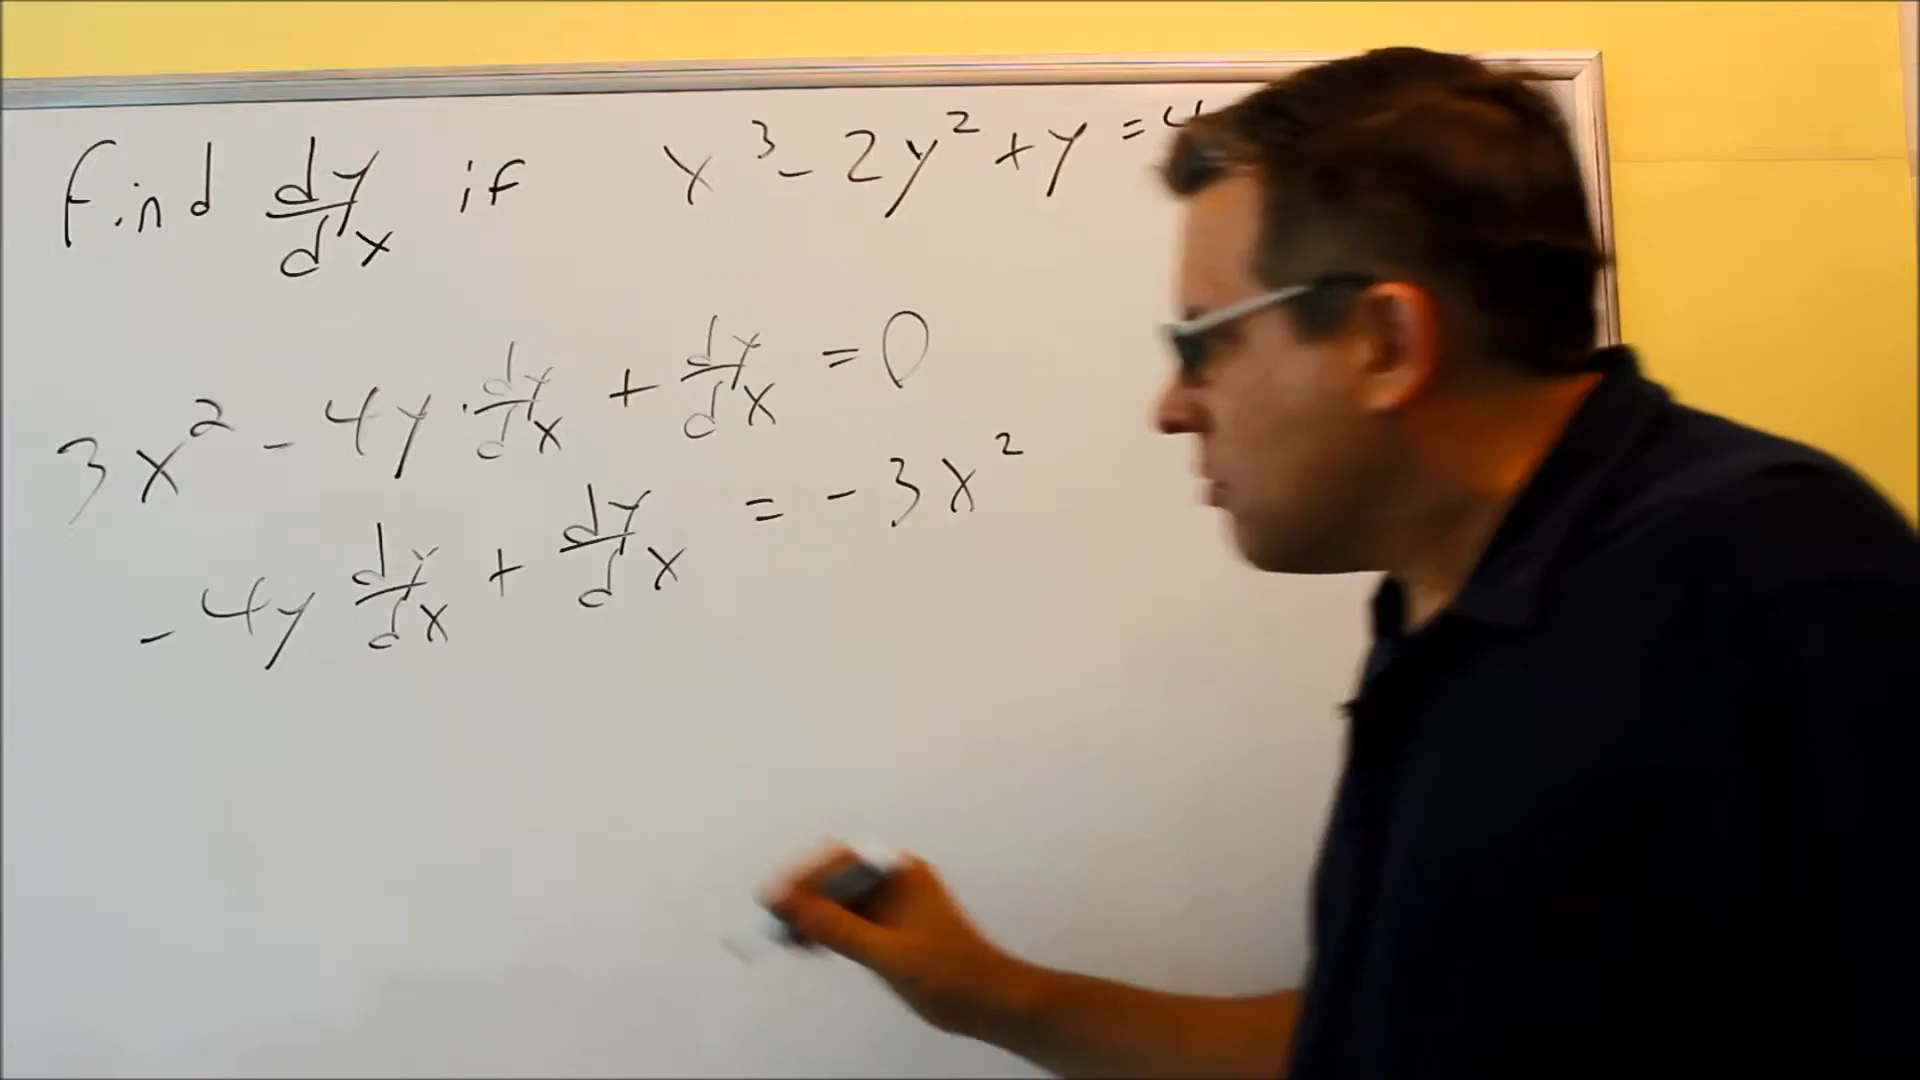 Find dy/dx if x³ - 2y² + y = 4
3x² - 4y · dy/dx + dy/dx = 0
- 4y dy/dx + dy/dx = - 3x²